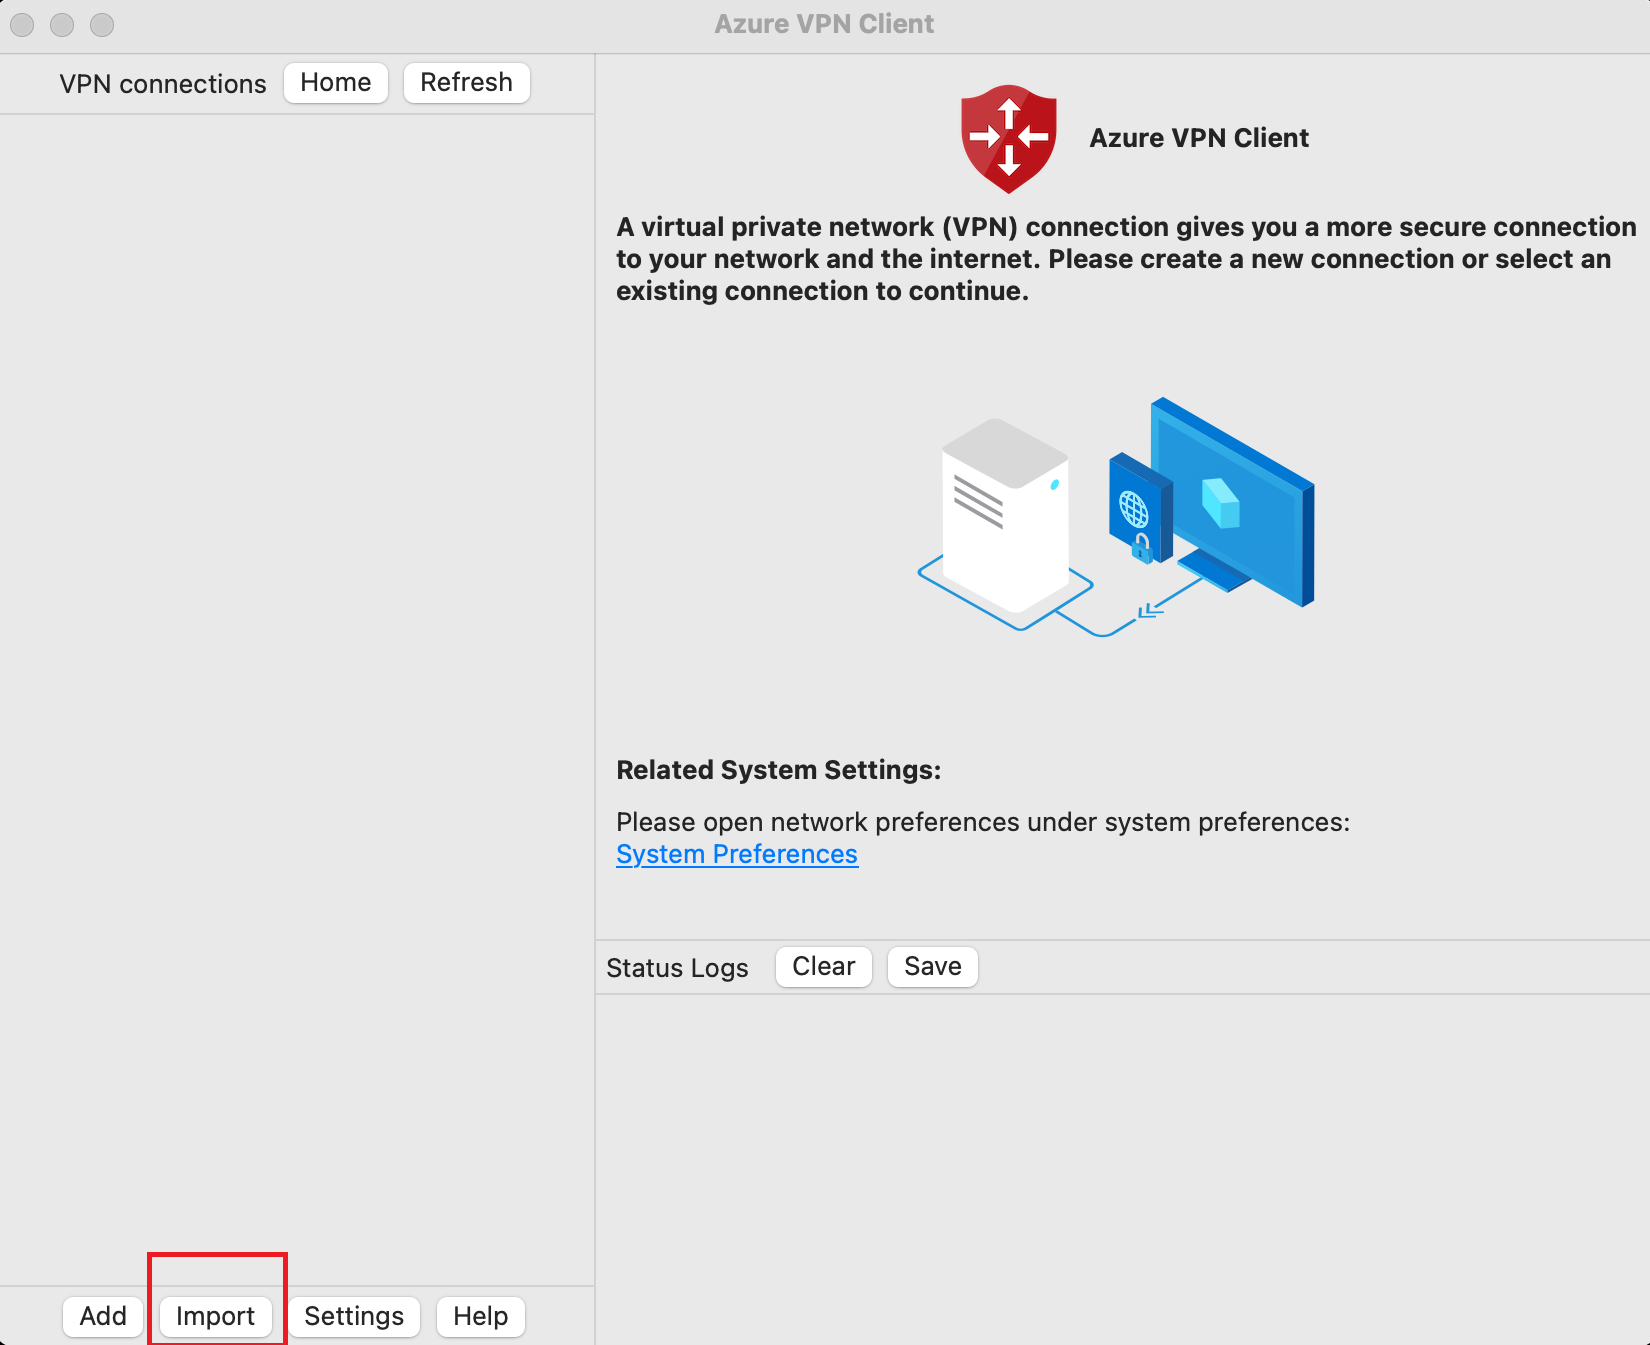 Azure VPN Client
VPN connections Home Refresh
Azure VPN Client
A virtual private network (VPN) connection gives you a more secure connection
to your network and the internet. Please create a new connection or select an
existing connection to continue.
Related System Settings:
Please open network preferences under system preferences:
System Preferences
Status Logs Clear Save
Add Import Settings Help